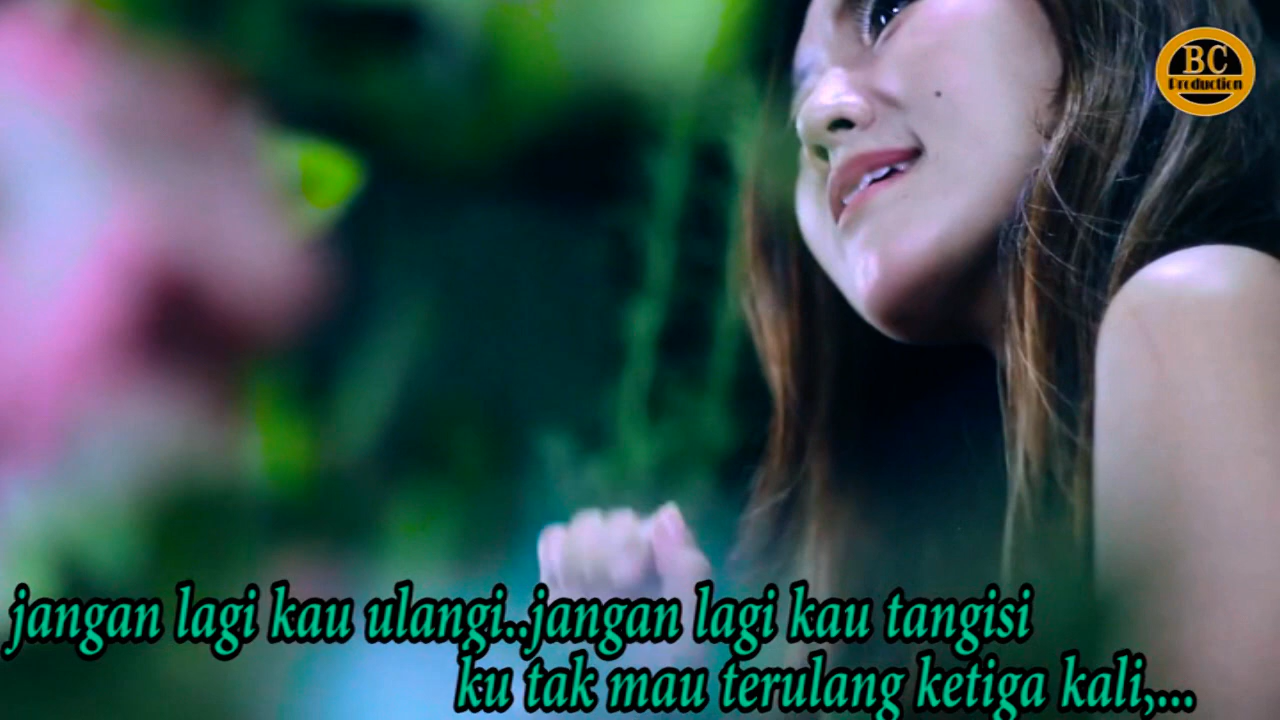 BC
Production
jangan lagi kau ulangi..jangan lagi kau tangisi
ku tak mau terulang ketiga kali,...